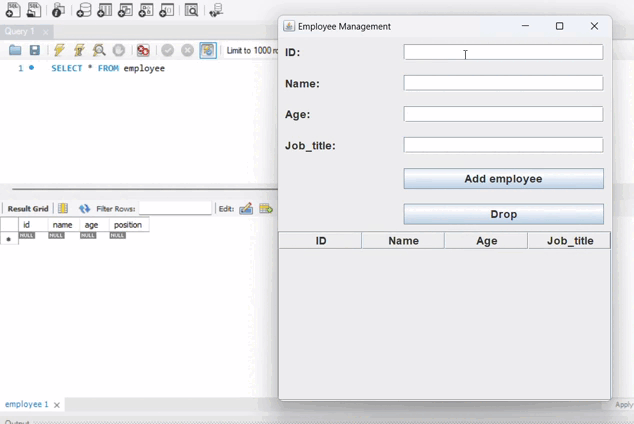 Query 1
Limit to 1000 ro
1 SELECT * FROM employee
Result Grid Filter Rows: Edit:
id name age position
NULL NULL NULL NULL
employee 1
Apply
Output
Employee Management
ID:
Name:
Age:
Job_title:
Add employee
Drop
ID Name Age Job_title